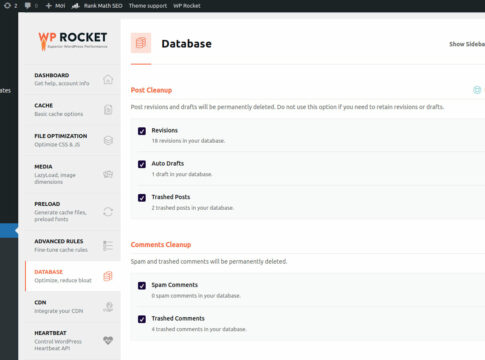 2
0
Moi
Rank Math SEO
Theme support
WP Rocket
WP ROCKET
Superior WordPress Performance
Database
Show Sideba
ates
DASHBOARD
Get help, account info
CACHE
Basic cache options
FILE OPTIMIZATION
Optimize CSS & JS
MEDIA
LazyLoad, image
dimensions
PRELOAD
Generate cache files,
preload fonts
ADVANCED RULES
Fine-tune cache rules
DATABASE
Optimize, reduce bloat
CDN
Integrate your CDN
HEARTBEAT
Control WordPress
Heartbeat API
Post Cleanup
Post revisions and drafts will be permanently deleted. Do not use this option if you need to retain revisions or drafts.
Revisions
18 revisions in your database.
Auto Drafts
1 draft in your database.
Trashed Posts
2 trashed posts in your database.
Comments Cleanup
Spam and trashed comments will be permanently deleted.
Spam Comments
0 spam comments in your database.
Trashed Comments
4 trashed comments in your database.